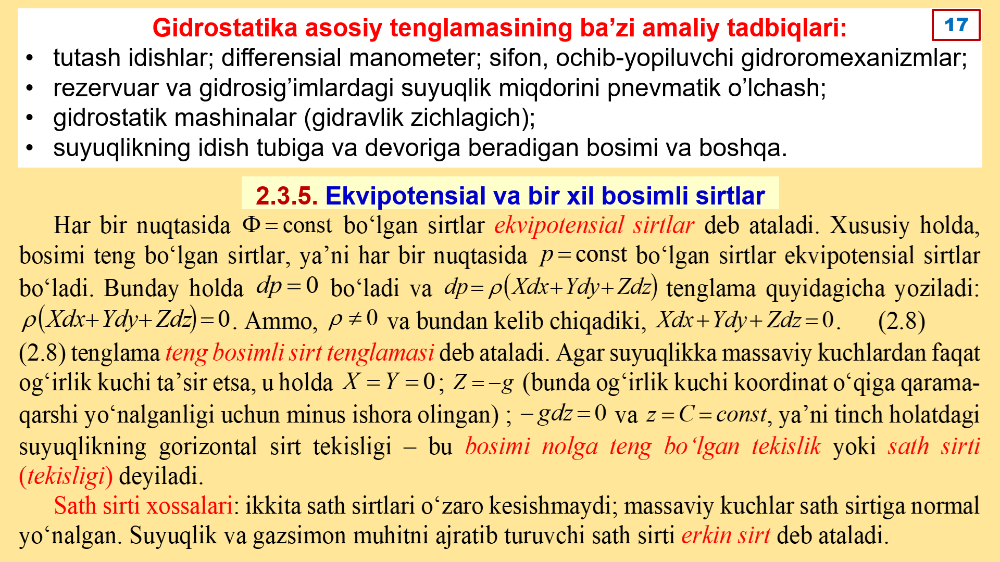 Gidrostatika asosiy tenglamasining ba’zi amaliy tadbiqlari:
17
• tutash idishlar; differensial manometer; sifon, ochib-yopiluvchi gidroromexanizmlar;
• rezervuar va gidrosig’imlardagi suyuqlik miqdorini pnevmatik o’lchash;
• gidrostatik mashinalar (gidravlik zichlagich);
• suyuqlikning idish tubiga va devoriga beradigan bosimi va boshqa.
2.3.5. Ekvipotensial va bir xil bosimli sirtlar
Har bir nuqtasida Φ = const bo‘lgan sirtlar ekvipotensial sirtlar deb ataladi. Xususiy holda,
bosimi teng bo‘lgan sirtlar, ya’ni har bir nuqtasida p = const bo‘lgan sirtlar ekvipotensial sirtlar
bo‘ladi. Bunday holda dp = 0 bo‘ladi va dp = ρ(Xdx + Ydy + Zdz) tenglama quyidagicha yoziladi:
ρ(Xdx + Ydy + Zdz) = 0. Ammo, ρ ≠ 0 va bundan kelib chiqadiki, Xdx + Ydy + Zdz = 0. (2.8)
(2.8) tenglama teng bosimli sirt tenglamasi deb ataladi. Agar suyuqlikka massaviy kuchlardan faqat
og‘irlik kuchi ta’sir etsa, u holda X = Y = 0; Z = −g (bunda og‘irlik kuchi koordinat o‘qiga qarama-
qarshi yo‘nalganligi uchun minus ishora olingan) ; − gdz = 0 va z = C = const, ya’ni tinch holatdagi
suyuqlikning gorizontal sirt tekisligi – bu bosimi nolga teng bo‘lgan tekislik yoki sath sirti
(tekisligi) deyiladi.
Sath sirti xossalari: ikkita sath sirtlari o‘zaro kesishmaydi; massaviy kuchlar sath sirtiga normal
yo‘nalgan. Suyuqlik va gazsimon muhitni ajratib turuvchi sath sirti erkin sirt deb ataladi.